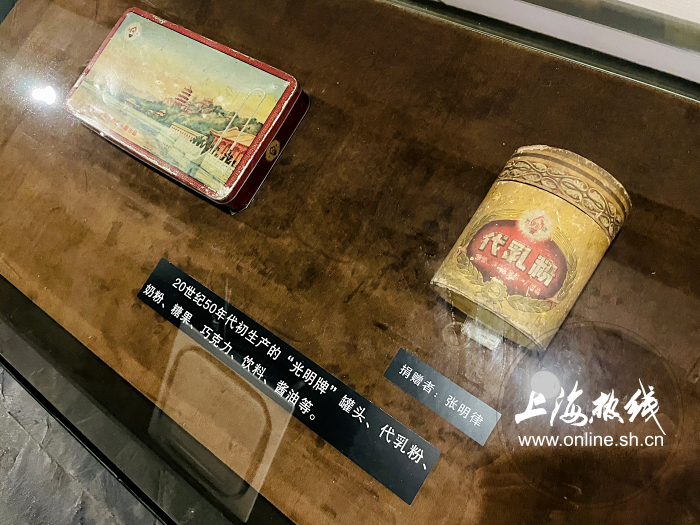 代乳粉
20世纪50年代初生产的“光明牌”罐头、代乳粉、
奶粉、糖果、巧克力、饮料、酱油等。
捐赠者：张明律
上海热线
www.online.sh.cn